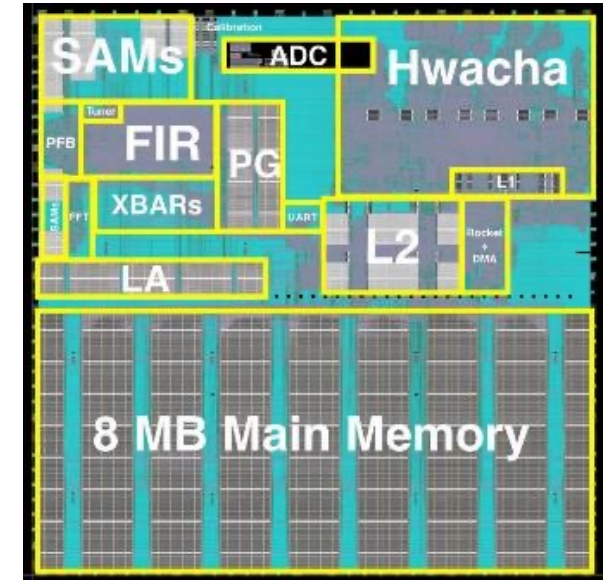 Calibration
SAMs
ADC
Hwacha
Tuner
PFB
FIR
PG
L1
SAMs
FFT
XBARs
UART
L2
Rocket
+
DMA
LA
8 MB Main Memory